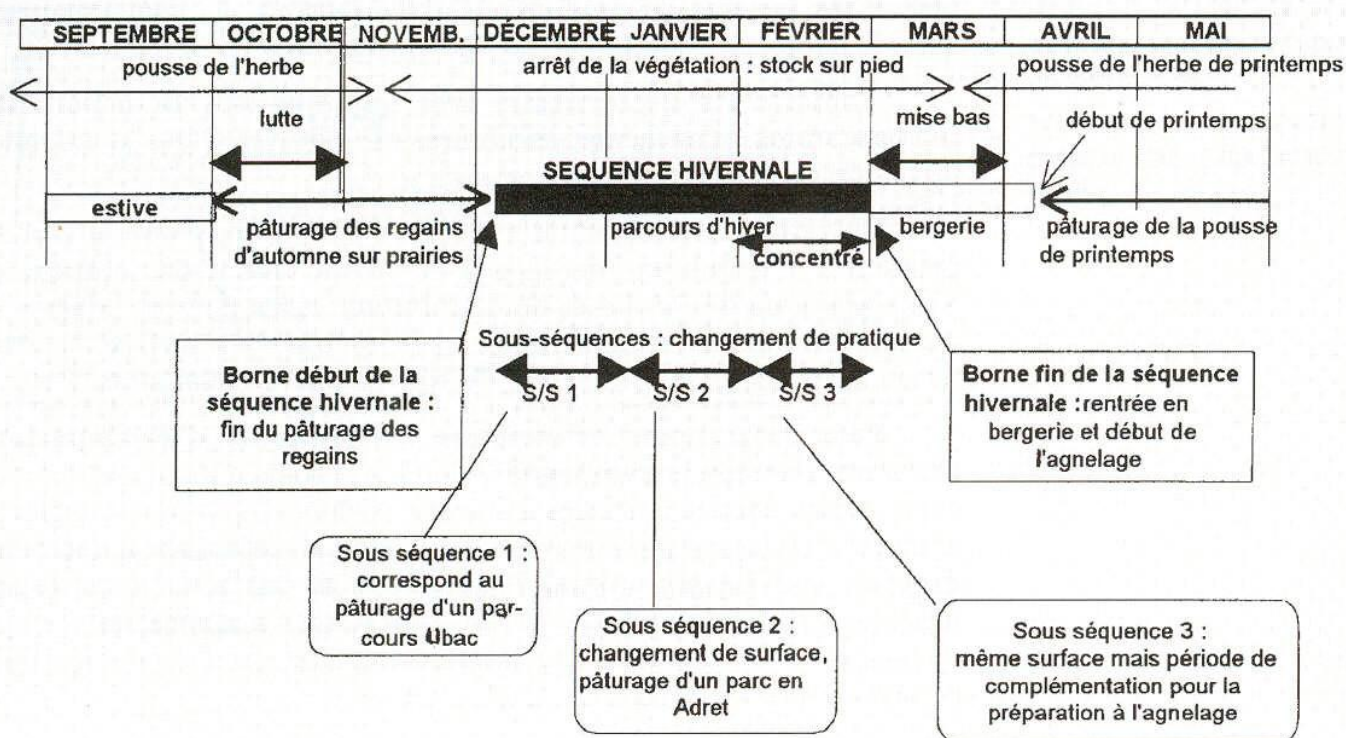 SEPTEMBRE OCTOBRE NOVEMB. DÉCEMBRE JANVIER FÉVRIER MARS AVRIL MAI
pousse de l'herbe
arrêt de la végétation : stock sur pied
pousse de l'herbe de printemps
lutte
mise bas
début de printemps
SEQUENCE HIVERNALE
estive
pâturage des regains
d'automne sur prairies
parcours d'hiver
concentré
bergerie
pâturage de la pousse
de printemps
Sous-séquences : changement de pratique
S/S 1 S/S 2 S/S 3
Borne début de la
séquence hivernale :
fin du pâturage des
regains
Borne fin de la séquence
hivernale :rentrée en
bergerie et début de
l'agnelage
Sous séquence 1 :
correspond au
pâturage d'un par-
cours Ubac
Sous séquence 2 :
changement de surface,
pâturage d'un parc en
Adret
Sous séquence 3 :
même surface mais période de
complémentation pour la
préparation à l'agnelage